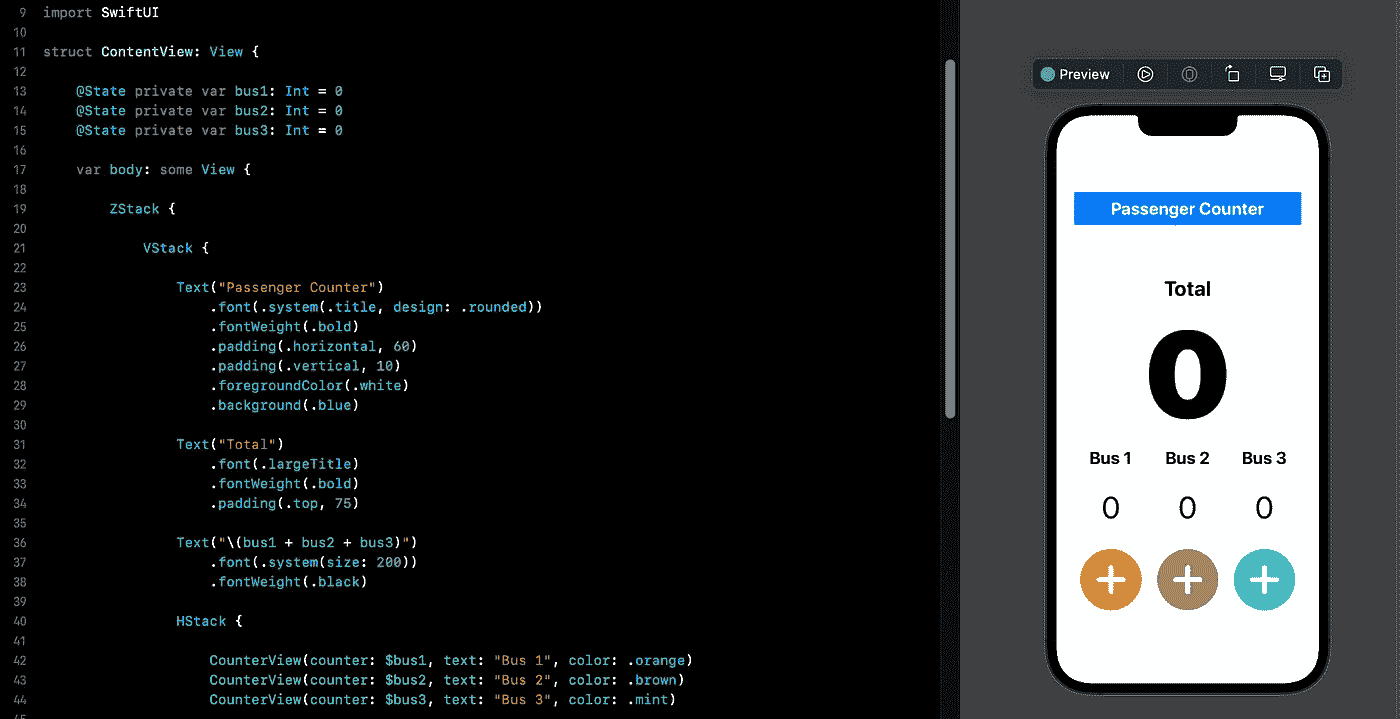 9 import SwiftUI
10
11 struct ContentView: View {
12
13 @State private var bus1: Int = 0
14 @State private var bus2: Int = 0
15 @State private var bus3: Int = 0
16
17 var body: some View {
18
19 ZStack {
20
21 VStack {
22
23 Text("Passenger Counter")
24 .font(.system(.title, design: .rounded))
25 .fontWeight(.bold)
26 .padding(.horizontal, 60)
27 .padding(.vertical, 10)
28 .foregroundColor(.white)
29 .background(.blue)
30
31 Text("Total")
32 .font(.largeTitle)
33 .fontWeight(.bold)
34 .padding(.top, 75)
35
36 Text("\(bus1 + bus2 + bus3)")
37 .font(.system(size: 200))
38 .fontWeight(.black)
39
40 HStack {
41
42 CounterView(counter: $bus1, text: "Bus 1", color: .orange)
43 CounterView(counter: $bus2, text: "Bus 2", color: .brown)
44 CounterView(counter: $bus3, text: "Bus 3", color: .mint)
45
Preview
Passenger Counter
Total
0
Bus 1 Bus 2 Bus 3
0 0 0
+ + +